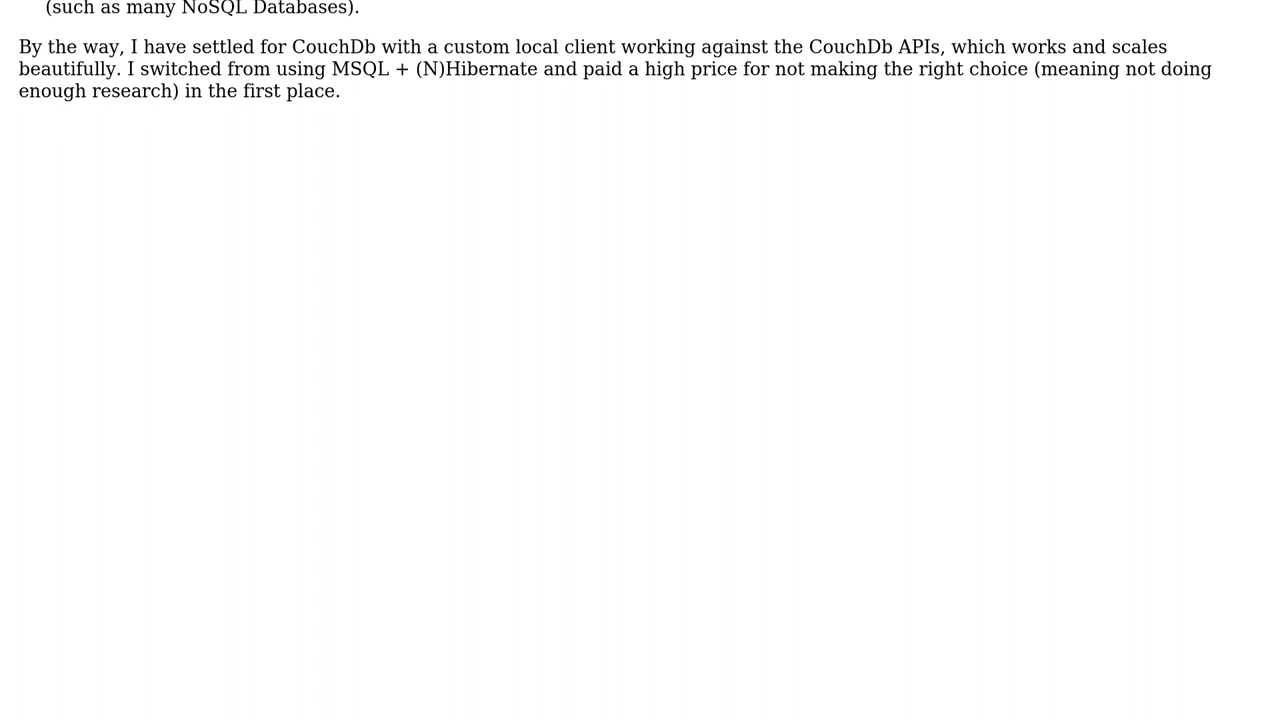 (such as many NoSQL Databases).
By the way, I have settled for CouchDb with a custom local client working against the CouchDb APIs, which works and scales
beautifully. I switched from using MSQL + (N)Hibernate and paid a high price for not making the right choice (meaning not doing
enough research) in the first place.